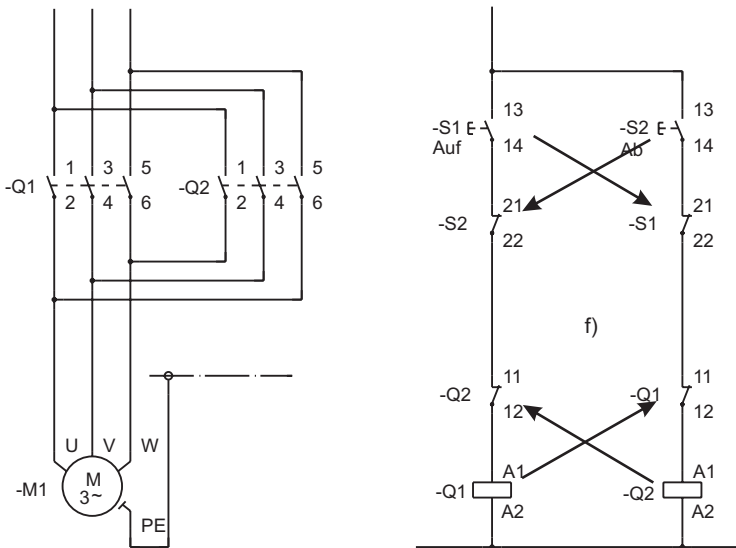 13 13
-S1 -S2
Auf Ab
14 14
1 3 5 1 3 5
-Q1 -Q2
2 4 6 2 4 6
21 21
-S2 -S1
22 22
f)
11 11
-Q2 -Q1
12 12
U V W
M
3~
-M1
A1 A1
-Q1 -Q2
A2 A2
PE